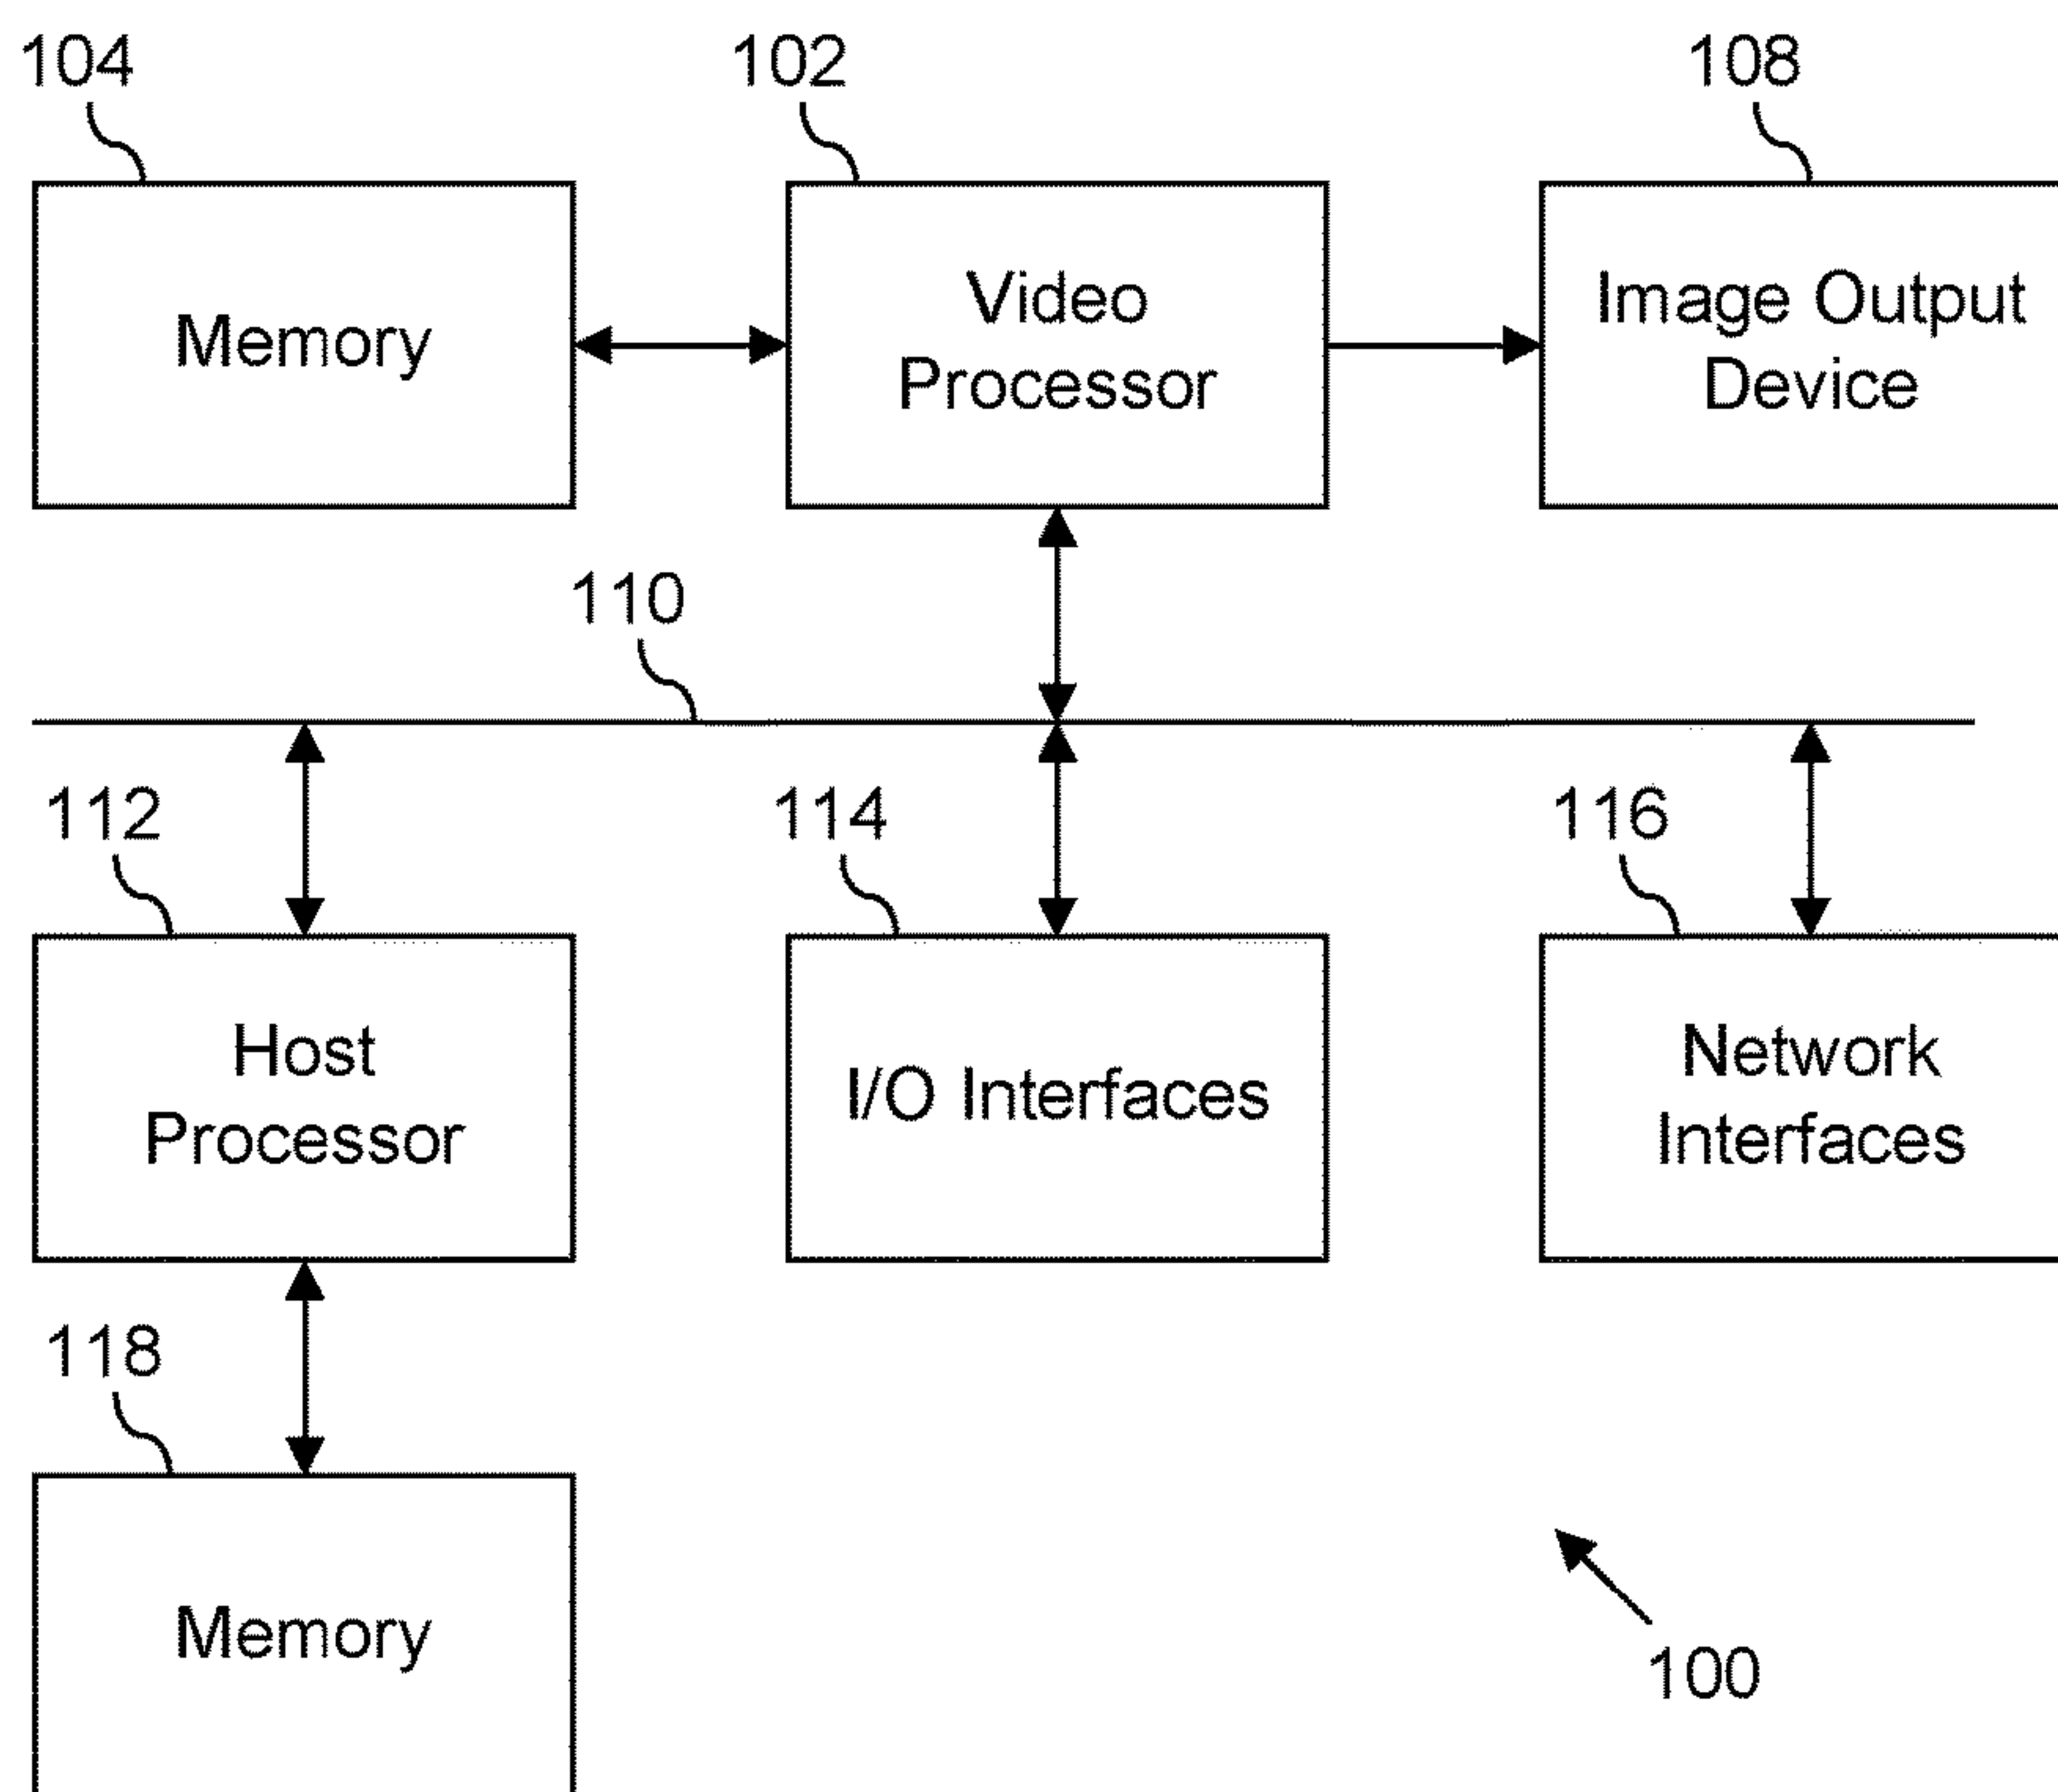 104
102
108
Memory
Video
Processor
Image Output
Device
110
112
114
116
Host
Processor
I/O Interfaces
Network
Interfaces
118
Memory
100